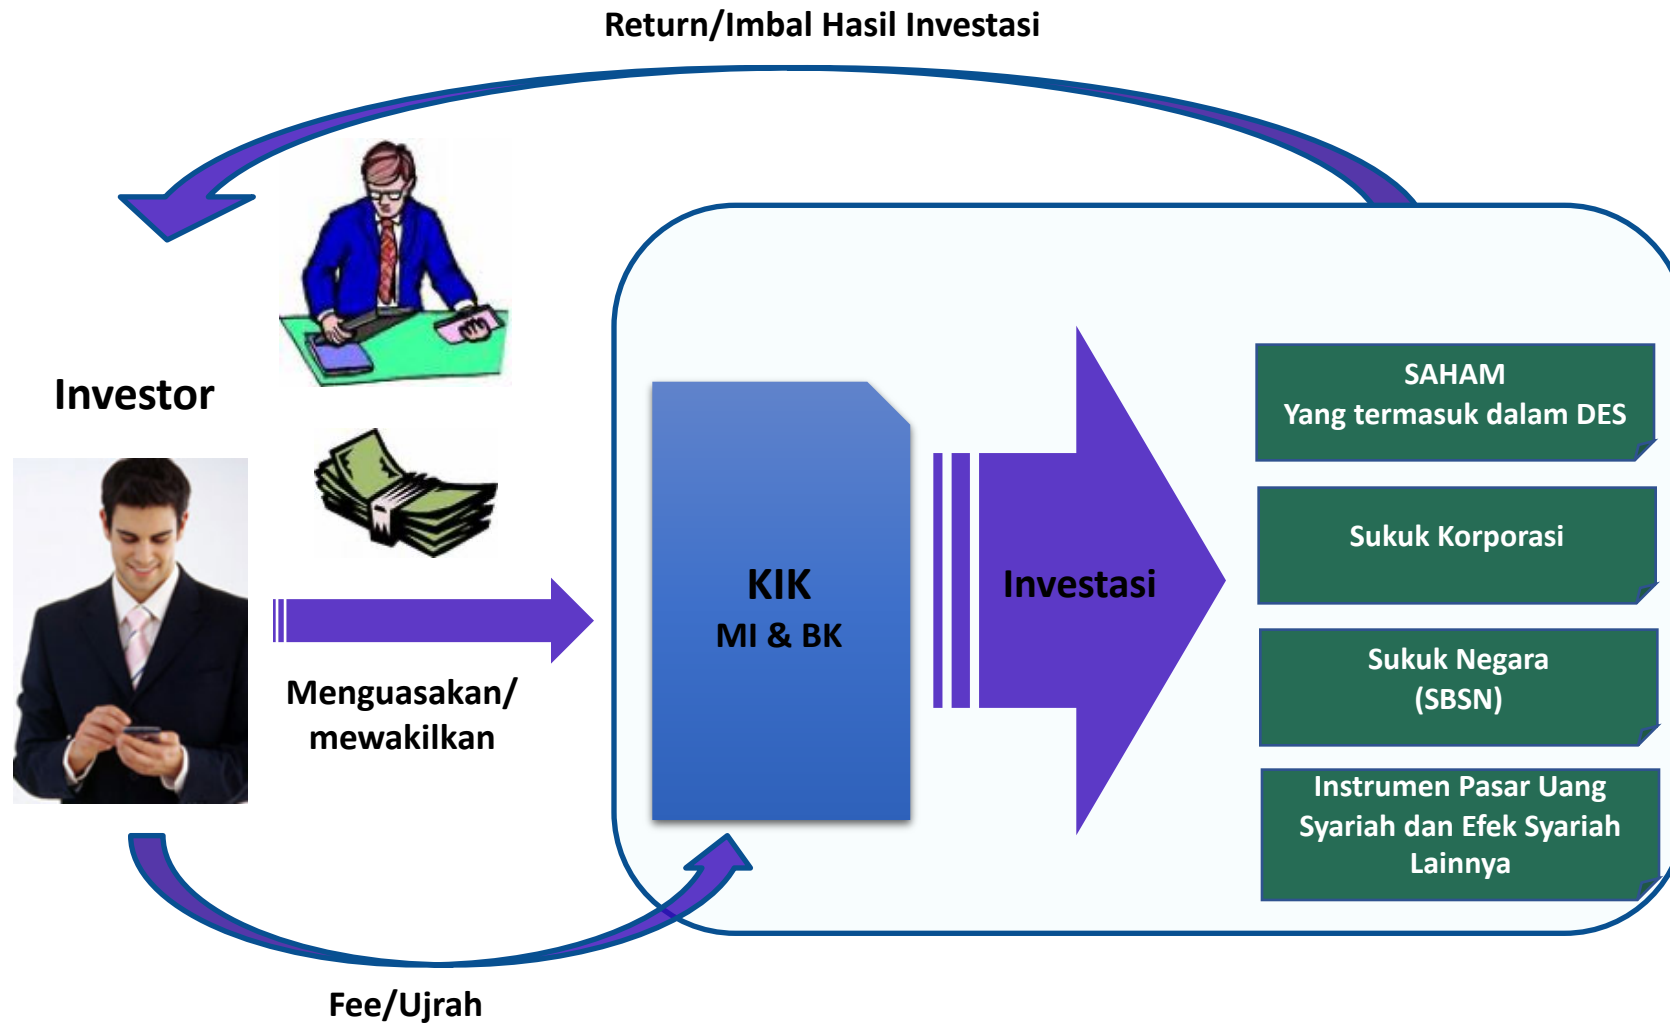 Return/Imbal Hasil Investasi
Investor
Menguasakan/
mewakilkan
KIK
MI & BK
Investasi
SAHAM
Yang termasuk dalam DES
Sukuk Korporasi
Sukuk Negara
(SBSN)
Instrumen Pasar Uang
Syariah dan Efek Syariah
Lainnya
Fee/Ujrah